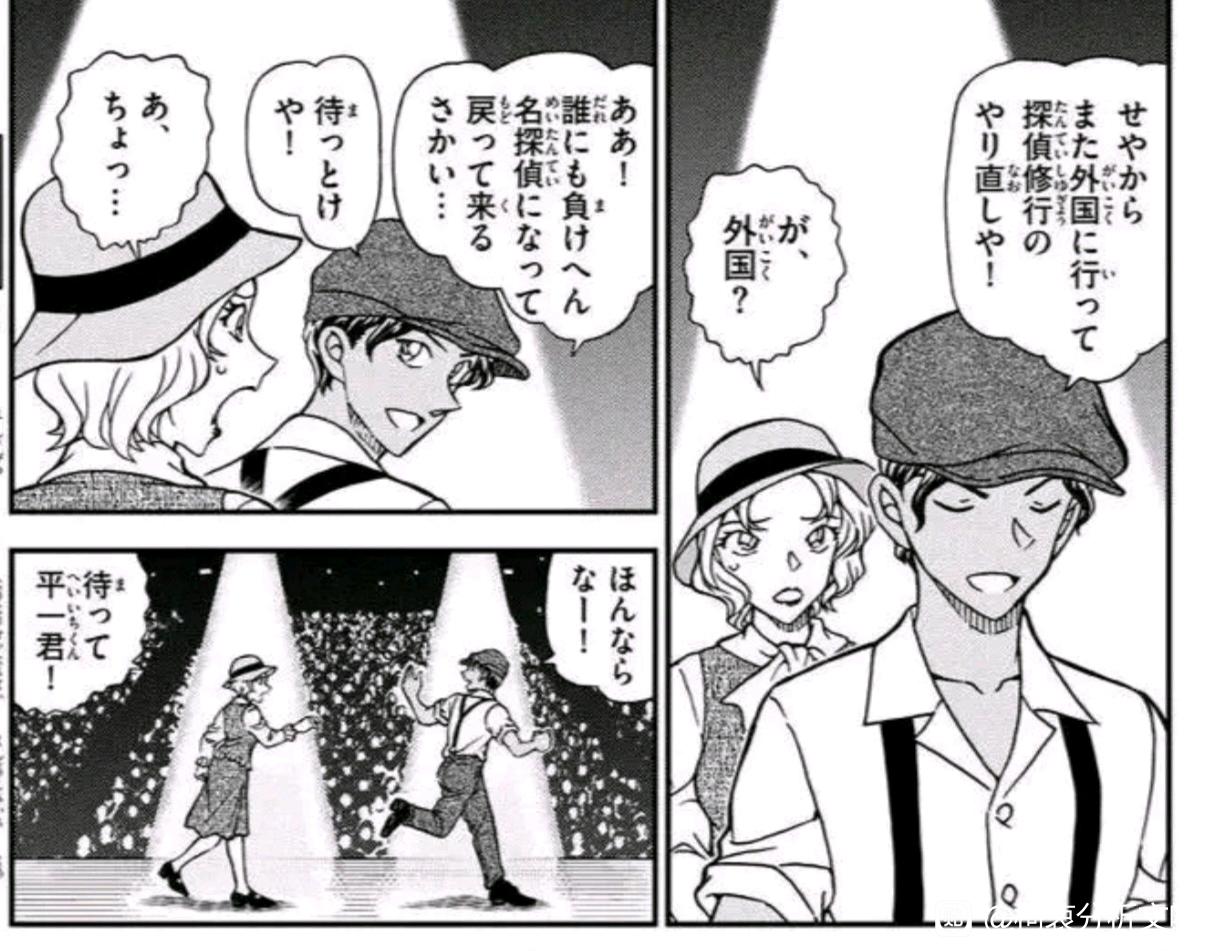 せやから
また外国に行って
探偵修行の
やり直しや！
が、
外国？
ああ！
誰にも負けへん
名探偵になって
戻って来る
さかい…
待っとけ
や！
あ、
ちょっ…
ほんなら
なー！
待って
平一君！